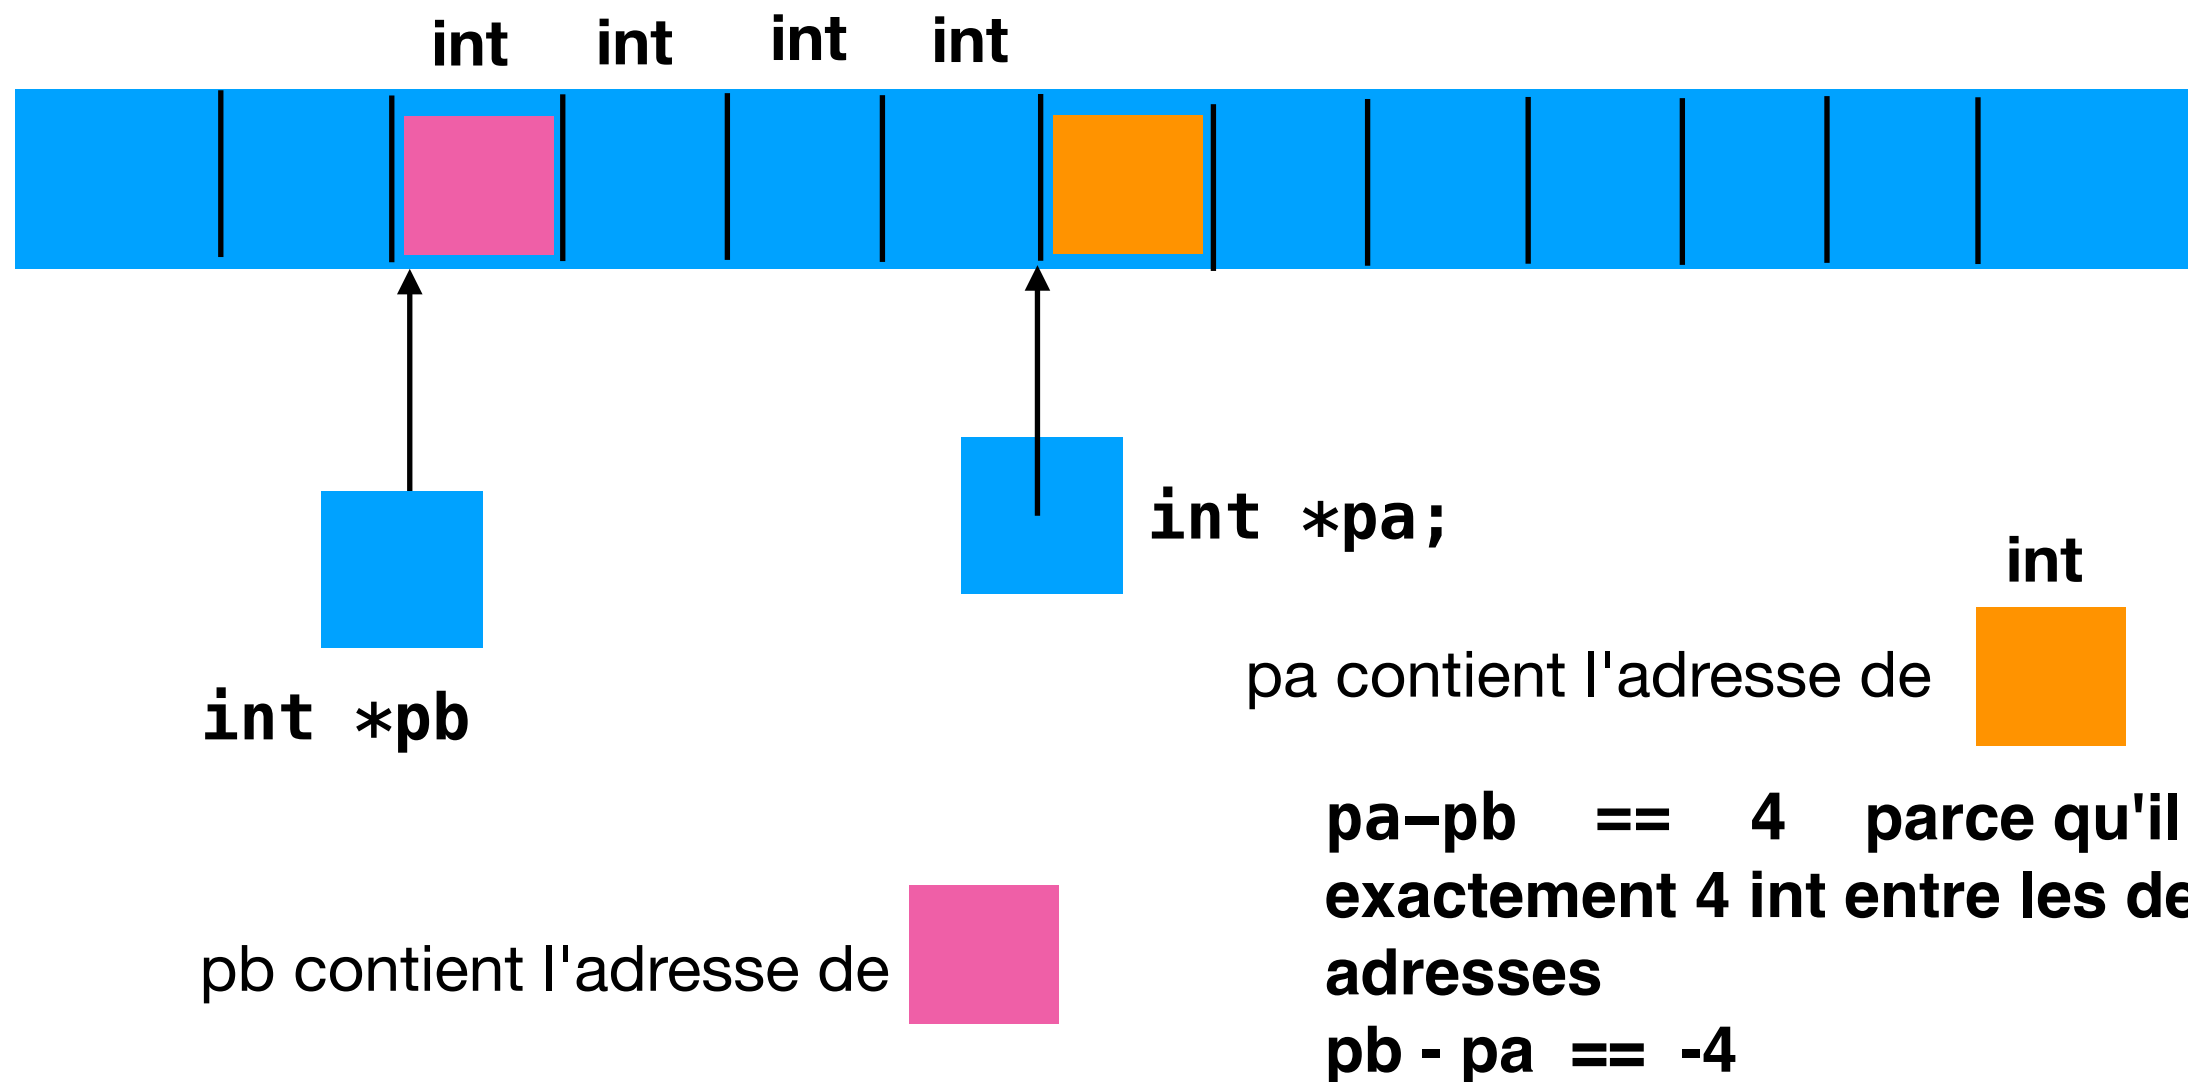 int int int int
int *pa;
int
pa contient l'adresse de
int *pb
pa-pb == 4 parce qu'il
exactement 4 int entre les
adresses
pb - pa == -4
pb contient l'adresse de